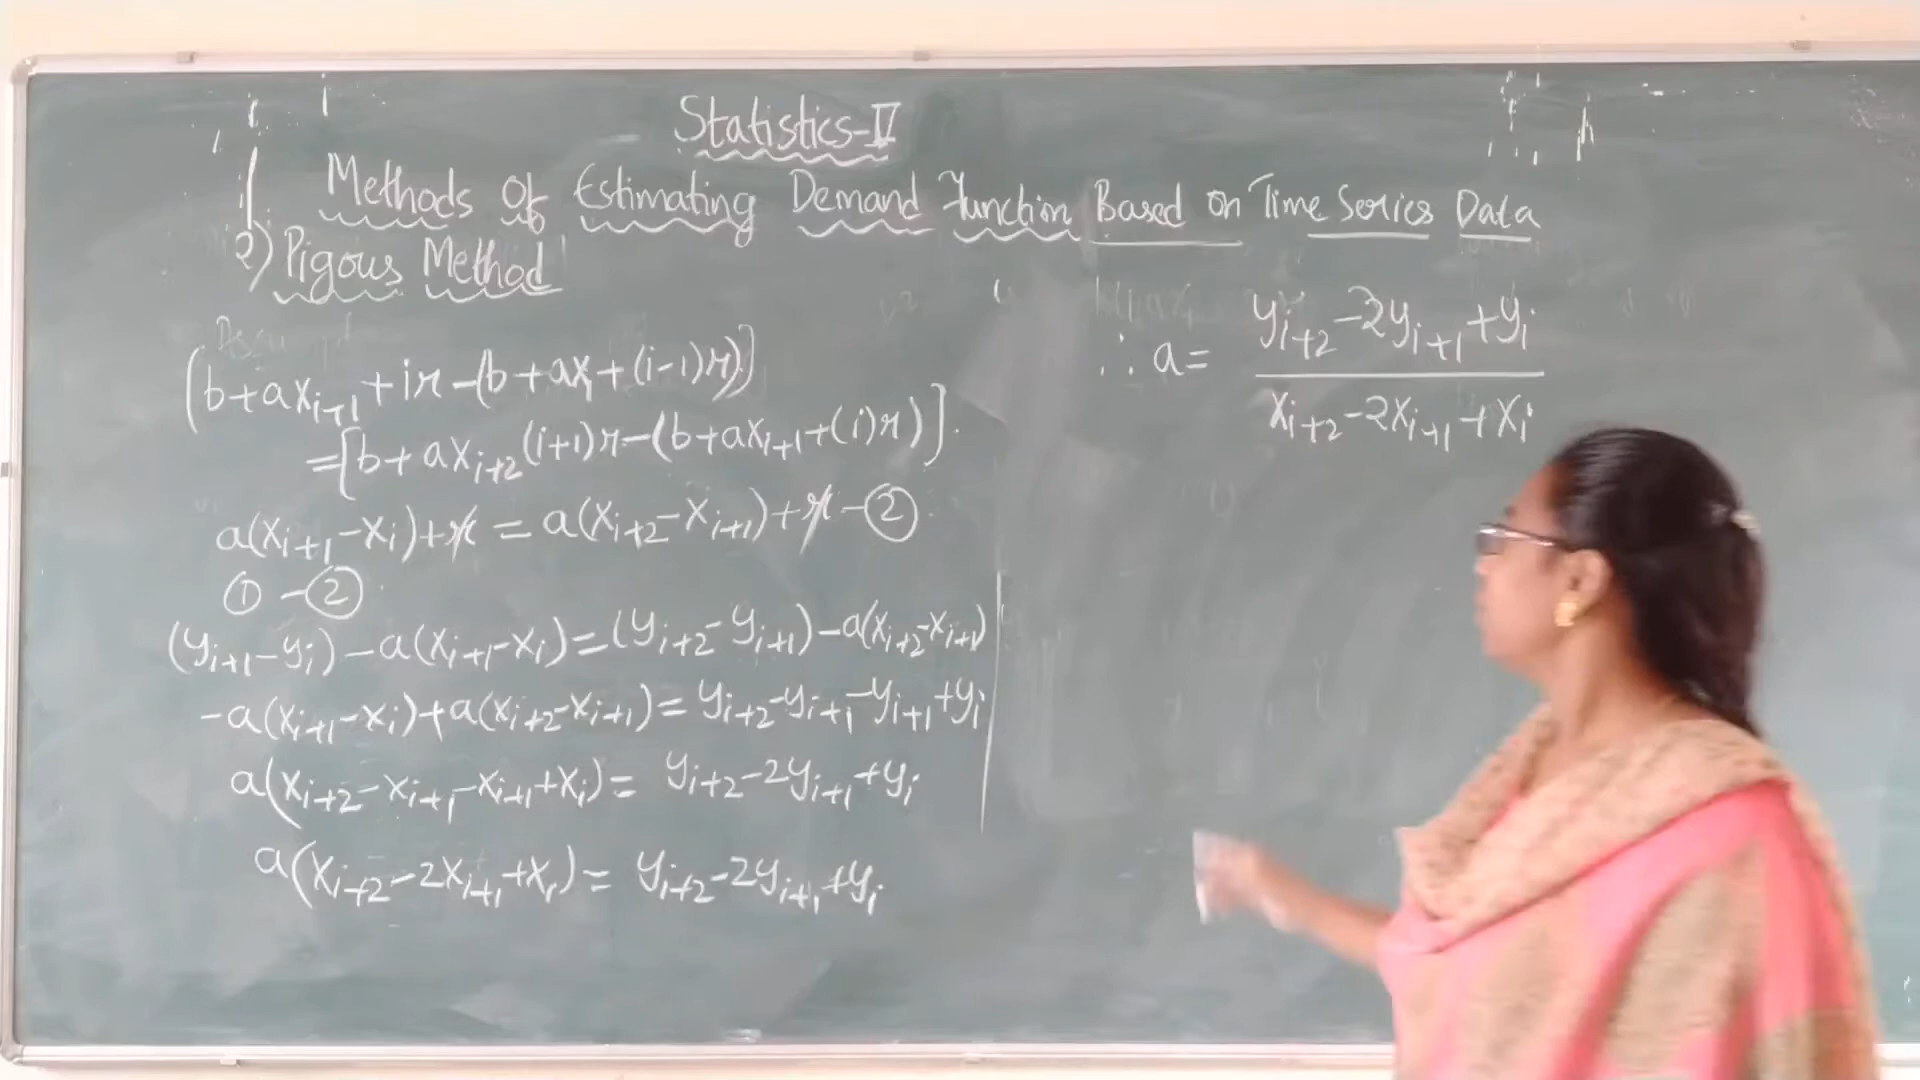 Statistics-IV
Methods Of Estimating Demand Function Based on Time Series Data
2) Pigous Method
[b+ax_{i+1}+ir-(b+ax_i+(i-1)r)]
=[b+ax_{i+2}(i+1)r-(b+ax_{i+1}+(i)r)].
a(x_{i+1}-x_i)+r = a(x_{i+2}-x_{i+1})+r-②
①-②
(y_{i+1}-y_i)-a(x_{i+1}-x_i)=(y_{i+2}-y_{i+1})-a(x_{i+2}-x_{i+1})
-a(x_{i+1}-x_i)+a(x_{i+2}-x_{i+1})=y_{i+2}-y_{i+1}-y_{i+1}+y_i
a(x_{i+2}-x_{i+1}-x_{i+1}+x_i)= y_{i+2}-2y_{i+1}+y_i
a(x_{i+2}-2x_{i+1}+x_i)= y_{i+2}-2y_{i+1}+y_i
y_{i+2}-2y_{i+1}+y_i
∴ a=
x_{i+2}-2x_{i+1}+x_i